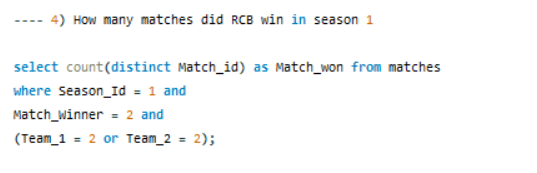 ---- 4) How many matches did RCB win in season 1
select count(distinct Match_id) as Match_won from matches
where Season_Id = 1 and
Match_Winner = 2 and
(Team_1 = 2 or Team_2 = 2);